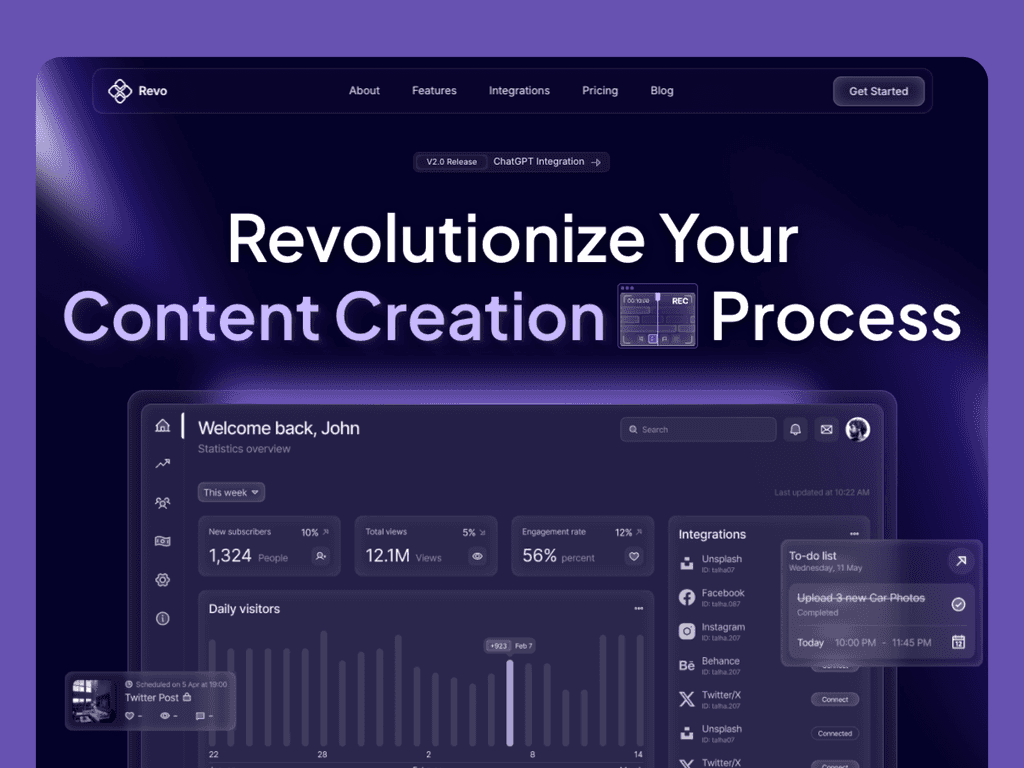 Revo
About
Features
Integrations
Pricing
Blog
Get Started
V2.0 Release
ChatGPT Integration
Revolutionize Your
Content Creation
00:10:09
REC
Process
Welcome back, John
Statistics overview
Search
This week
Last updated at 10:22 AM
New subscribers
10%
1,324 People
Total views
5%
12.1M Views
Engagement rate
12%
56% percent
Daily visitors
+923
Feb 7
22
28
2
8
14
Integrations
Unsplash
ID: talha07
Facebook
ID: talha.087
Instagram
ID: talha.207
Bē
Behance
ID: talha.207
Connect
Twitter/X
ID: talha.207
Connect
Unsplash
ID: talha07
Connected
Twitter/X
Connect
To-do list
Wednesday, 11 May
Upload 3 new Car Photos
Completed
Today
10:00 PM - 11:45 PM
12
Scheduled on 5 Apr at 19:00
Twitter Post